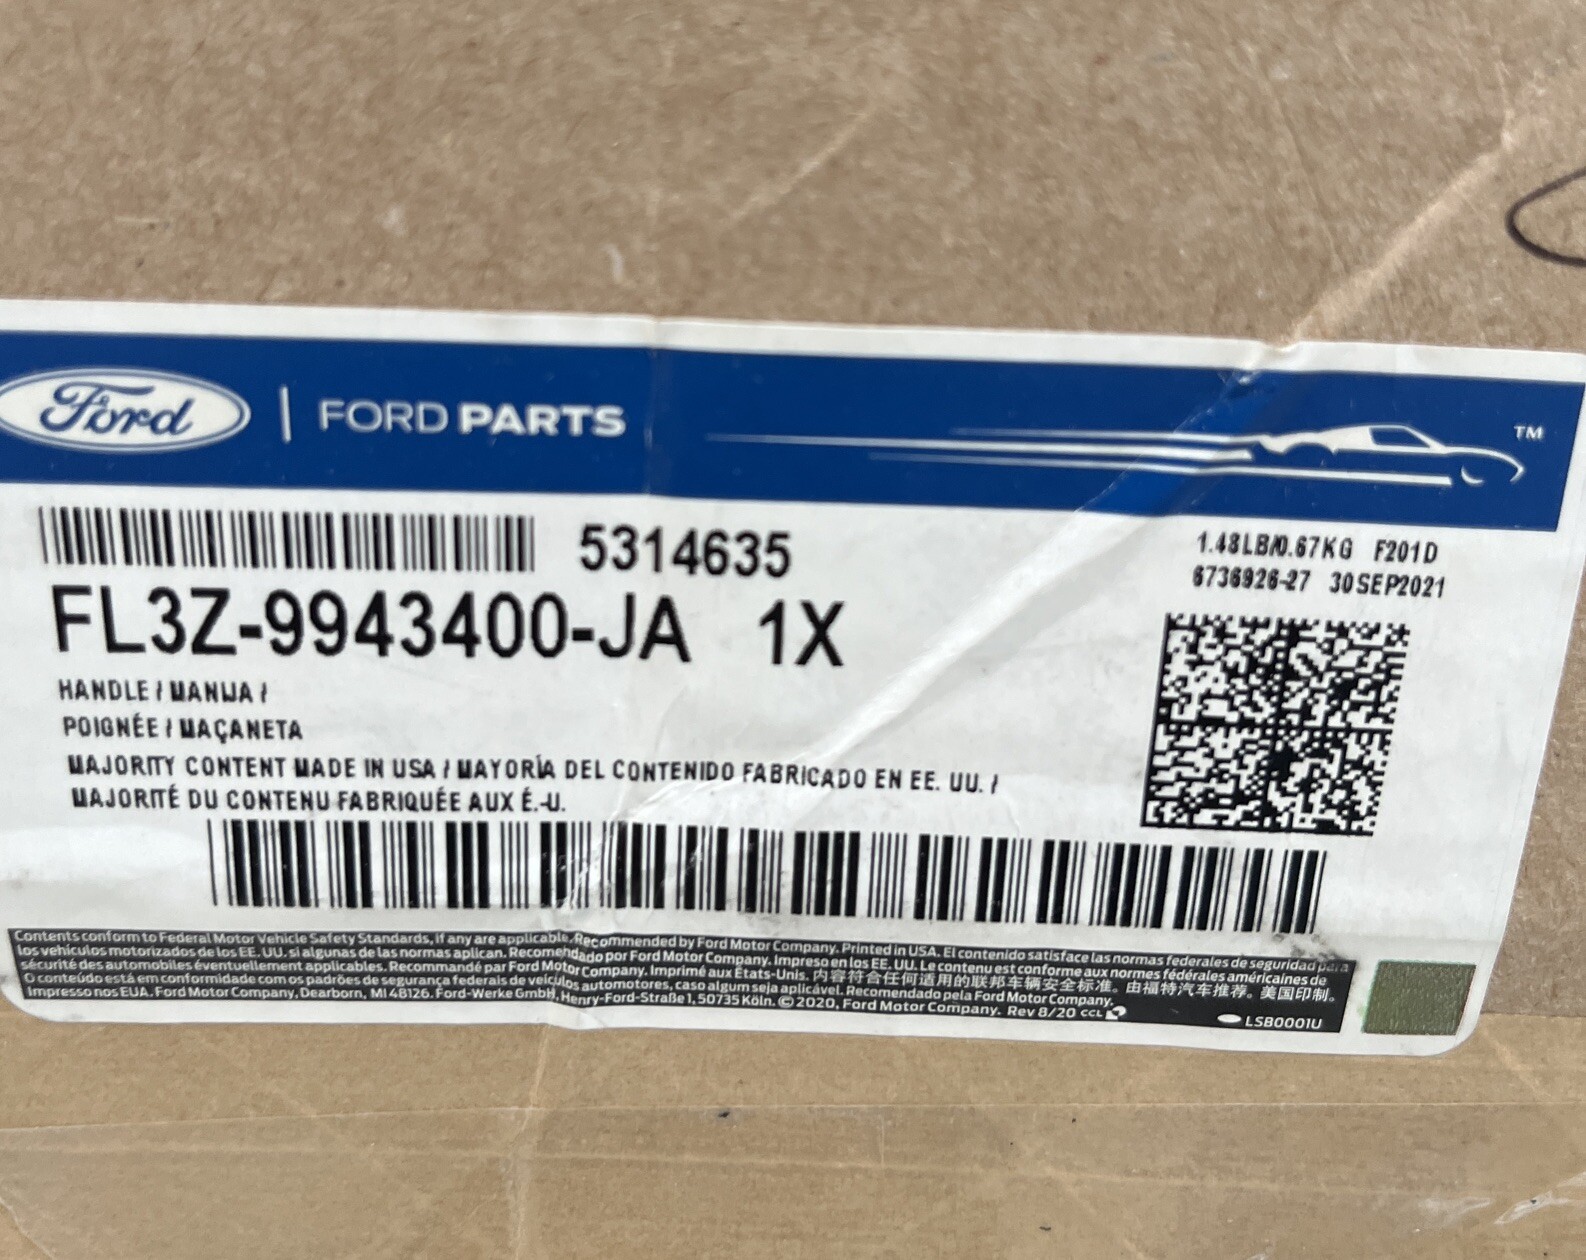 Ford | FORD PARTS
TM
5314635
1.48LB/0.67KG F201D
6736926-27 30SEP2021
FL3Z-9943400-JA 1X
HANDLE / MANIJA /
POIGNÉE / MAÇANETA
MAJORITY CONTENT MADE IN USA / MAYORÍA DEL CONTENIDO FABRICADO EN EE. UU. /
MAJORITÉ DU CONTENU FABRIQUÉE AUX É.-U.
Contents conform to Federal Motor Vehicle Safety Standards, if any are applicable. Recommended by Ford Motor Company. Printed in USA. El contenido satisface las normas federales de seguridad para
los vehículos motorizados de los EE. UU. si algunas de las normas aplican. Recomendado por Ford Motor Company. Impreso en los EE. UU. Le contenu est conforme aux normes fédérales américaines de
sécurité des automobiles éventuellement applicables. Recommandé par Ford Motor Company. Imprimé aux États-Unis. 内容符合任何适用的联邦车辆安全标准。由福特汽车推荐。美国印制。
O conteúdo está em conformidade com os padrões de segurança federais de veículos automotores, caso algum seja aplicável. Recomendado pela Ford Motor Company.
Impresso nos EUA. Ford Motor Company, Dearborn, MI 48126. Ford-Werke GmbH, Henry-Ford-Straße 1, 50735 Köln. © 2020, Ford Motor Company. Rev 8/20 CCL
LSB0001U